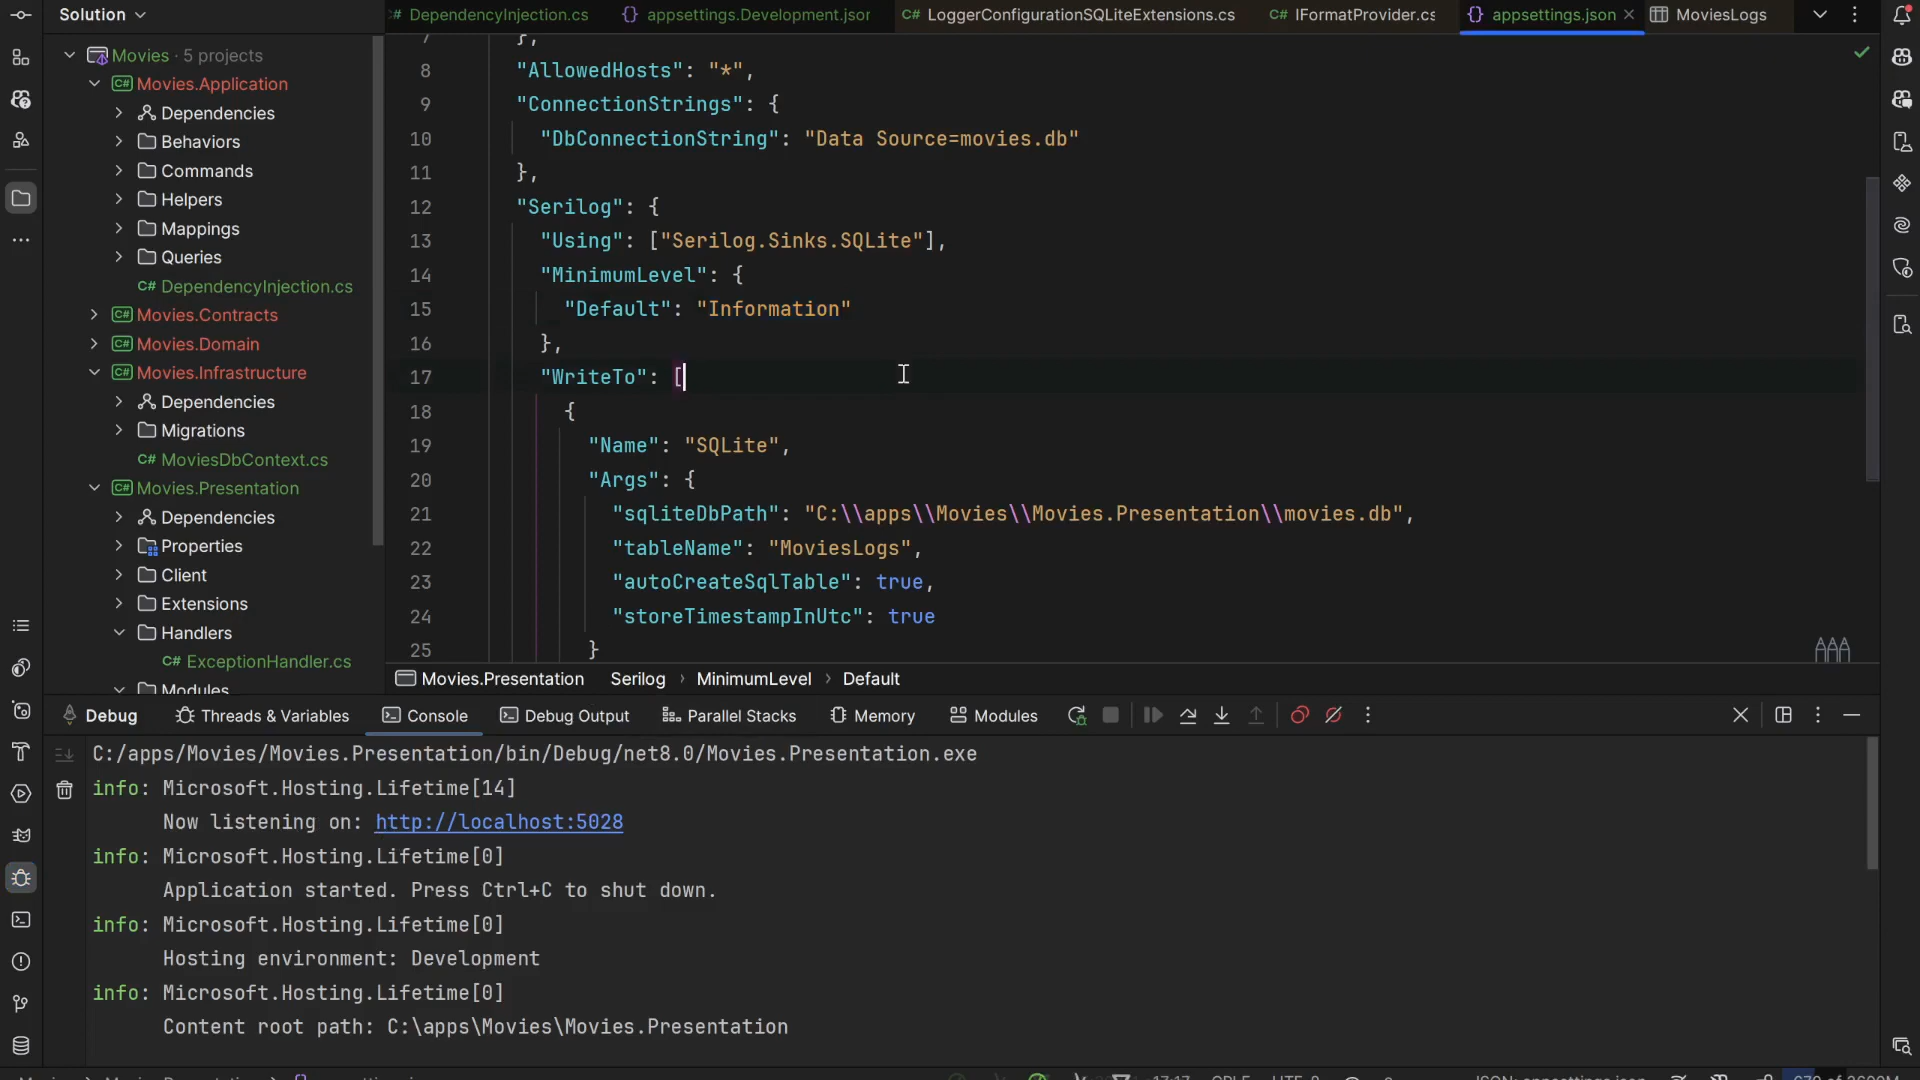 Solution
DependencyInjection.cs
appsettings.Development.json
LoggerConfigurationSQLiteExtensions.cs
IFormatProvider.cs
appsettings.json
MoviesLogs
Movies · 5 projects
Movies.Application
Dependencies
Behaviors
Commands
Helpers
Mappings
Queries
C# DependencyInjection.cs
Movies.Contracts
Movies.Domain
Movies.Infrastructure
Dependencies
Migrations
C# MoviesDbContext.cs
Movies.Presentation
Dependencies
Properties
Client
Extensions
Handlers
C# ExceptionHandler.cs
Modules
7 },
8 "AllowedHosts": "*",
9 "ConnectionStrings": {
10 "DbConnectionString": "Data Source=movies.db"
11 },
12 "Serilog": {
13 "Using": ["Serilog.Sinks.SQLite"],
14 "MinimumLevel": {
15 "Default": "Information"
16 },
17 "WriteTo": [
18 {
19 "Name": "SQLite",
20 "Args": {
21 "sqliteDbPath": "C:\\apps\\Movies\\Movies.Presentation\\movies.db",
22 "tableName": "MoviesLogs",
23 "autoCreateSqlTable": true,
24 "storeTimestampInUtc": true
25 }
Movies.Presentation Serilog › MinimumLevel › Default
Debug Threads & Variables Console Debug Output Parallel Stacks Memory Modules
C:/apps/Movies/Movies.Presentation/bin/Debug/net8.0/Movies.Presentation.exe
info: Microsoft.Hosting.Lifetime[14]
Now listening on: http://localhost:5028
info: Microsoft.Hosting.Lifetime[0]
Application started. Press Ctrl+C to shut down.
info: Microsoft.Hosting.Lifetime[0]
Hosting environment: Development
info: Microsoft.Hosting.Lifetime[0]
Content root path: C:\apps\Movies\Movies.Presentation